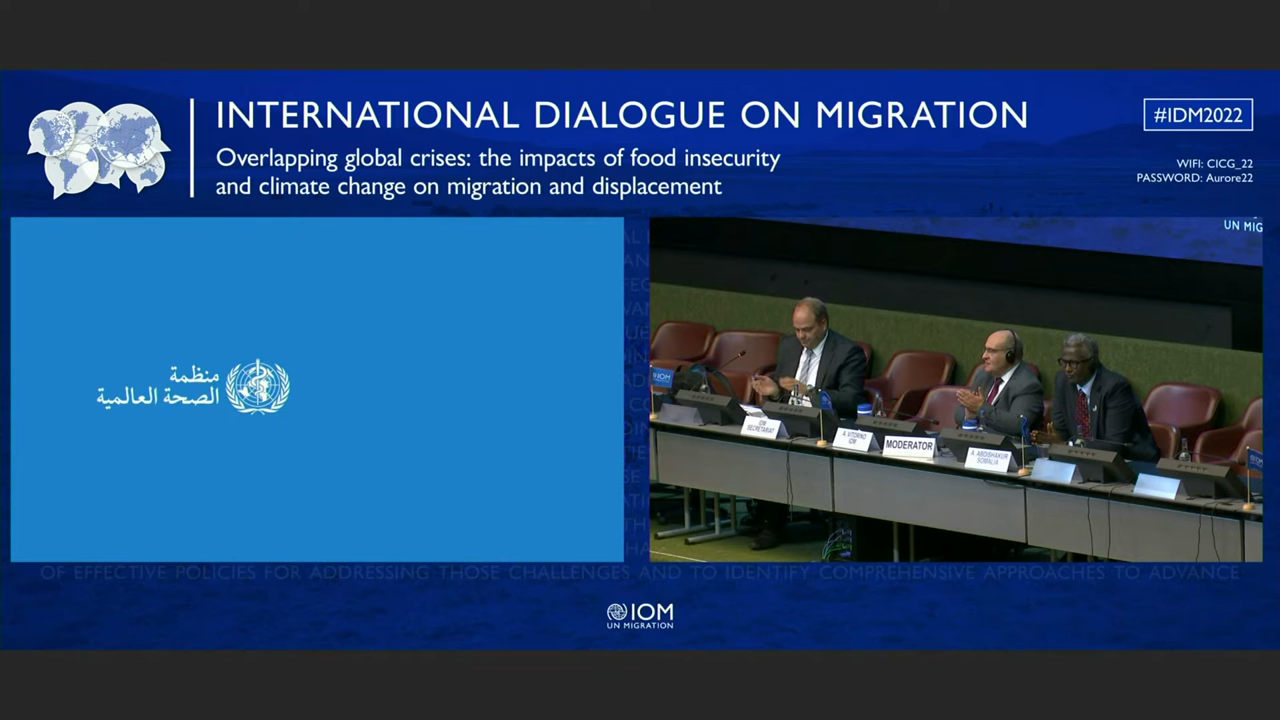 INTERNATIONAL DIALOGUE ON MIGRATION
Overlapping global crises: the impacts of food insecurity
and climate change on migration and displacement
#IDM2022
WIFI: CICG_22
PASSWORD: Aurore22
منظمة
الصحة العالمية
UN MIG
IOM
IDM
SECRETARIAT
A. VITORINO
IOM
MODERATOR
A. ABDISHAKUR
SOMALIA
OF EFFECTIVE POLICIES FOR ADDRESSING THOSE CHALLENGES AND TO IDENTIFY COMPREHENSIVE APPROACHES TO ADVANCE
IOM
UN MIGRATION